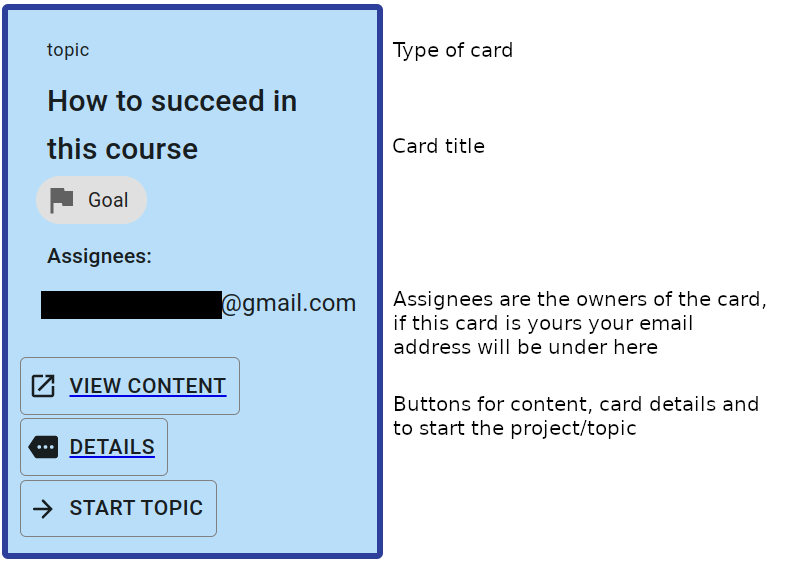 topic
Type of card
How to succeed in
this course
Card title
Goal
Assignees:
@gmail.com
Assignees are the owners of the card,
if this card is yours your email
address will be under here
VIEW CONTENT
Buttons for content, card details and
to start the project/topic
DETAILS
START TOPIC